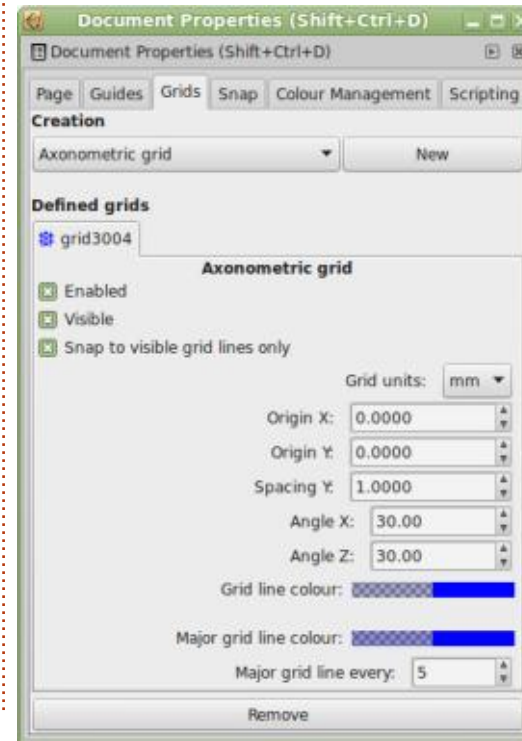 Document Properties (Shift+Ctrl+D)
Document Properties (Shift+Ctrl+D)
Page Guides Grids Snap Colour Management Scripting
Creation
Axonometric grid New
Defined grids
grid3004
Axonometric grid
Enabled
Visible
Snap to visible grid lines only
Grid units: mm
Origin X: 0.0000
Origin Y: 0.0000
Spacing Y: 1.0000
Angle X: 30.00
Angle Z: 30.00
Grid line colour:
Major grid line colour:
Major grid line every: 5
Remove